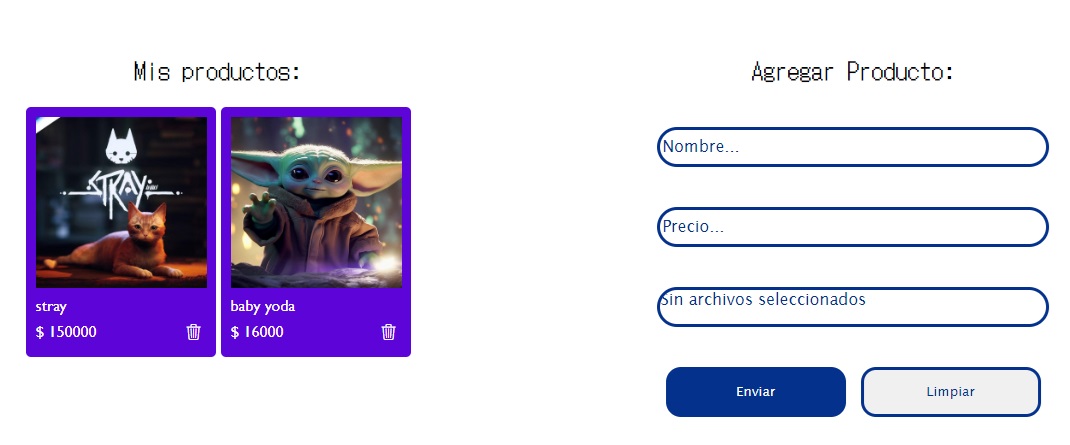 Mis productos:
STRAY
stray
$ 150000
baby yoda
$ 16000
Agregar Producto:
Nombre...
Precio...
Sin archivos seleccionados
Enviar
Limpiar